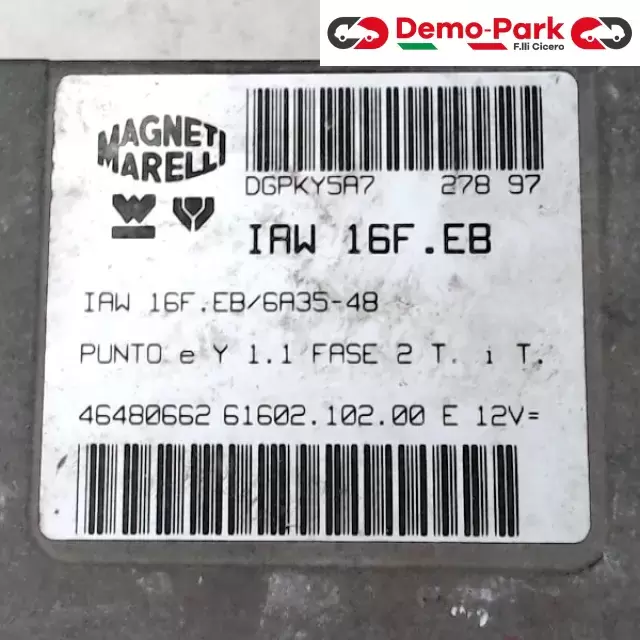 Demo-Park
F.lli Cicero
MAGNETI
MARELLI
DGPKY5A7 278 97
IAW 16F.EB
IAW 16F.EB/6A35-48
PUNTO e Y 1.1 FASE 2 T. i T.
46480662 61602.102.00 E 12V=